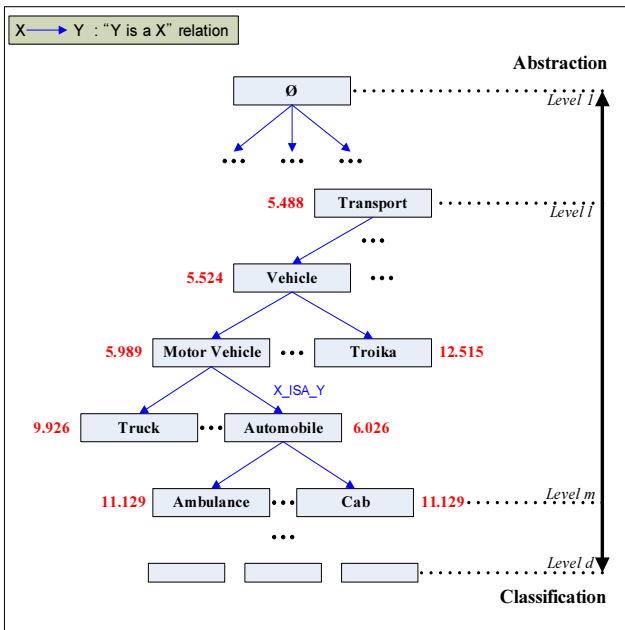 X → Y : “Y is a X” relation
Abstraction
Ø
Level 1
•••   •••   •••
5.488 Transport
Level l
•••
5.524 Vehicle •••
5.989 Motor Vehicle ••• Troika 12.515
X_ISA_Y
9.926 Truck ••• Automobile 6.026
11.129 Ambulance ••• Cab 11.129 Level m
•••
Level d
Classification